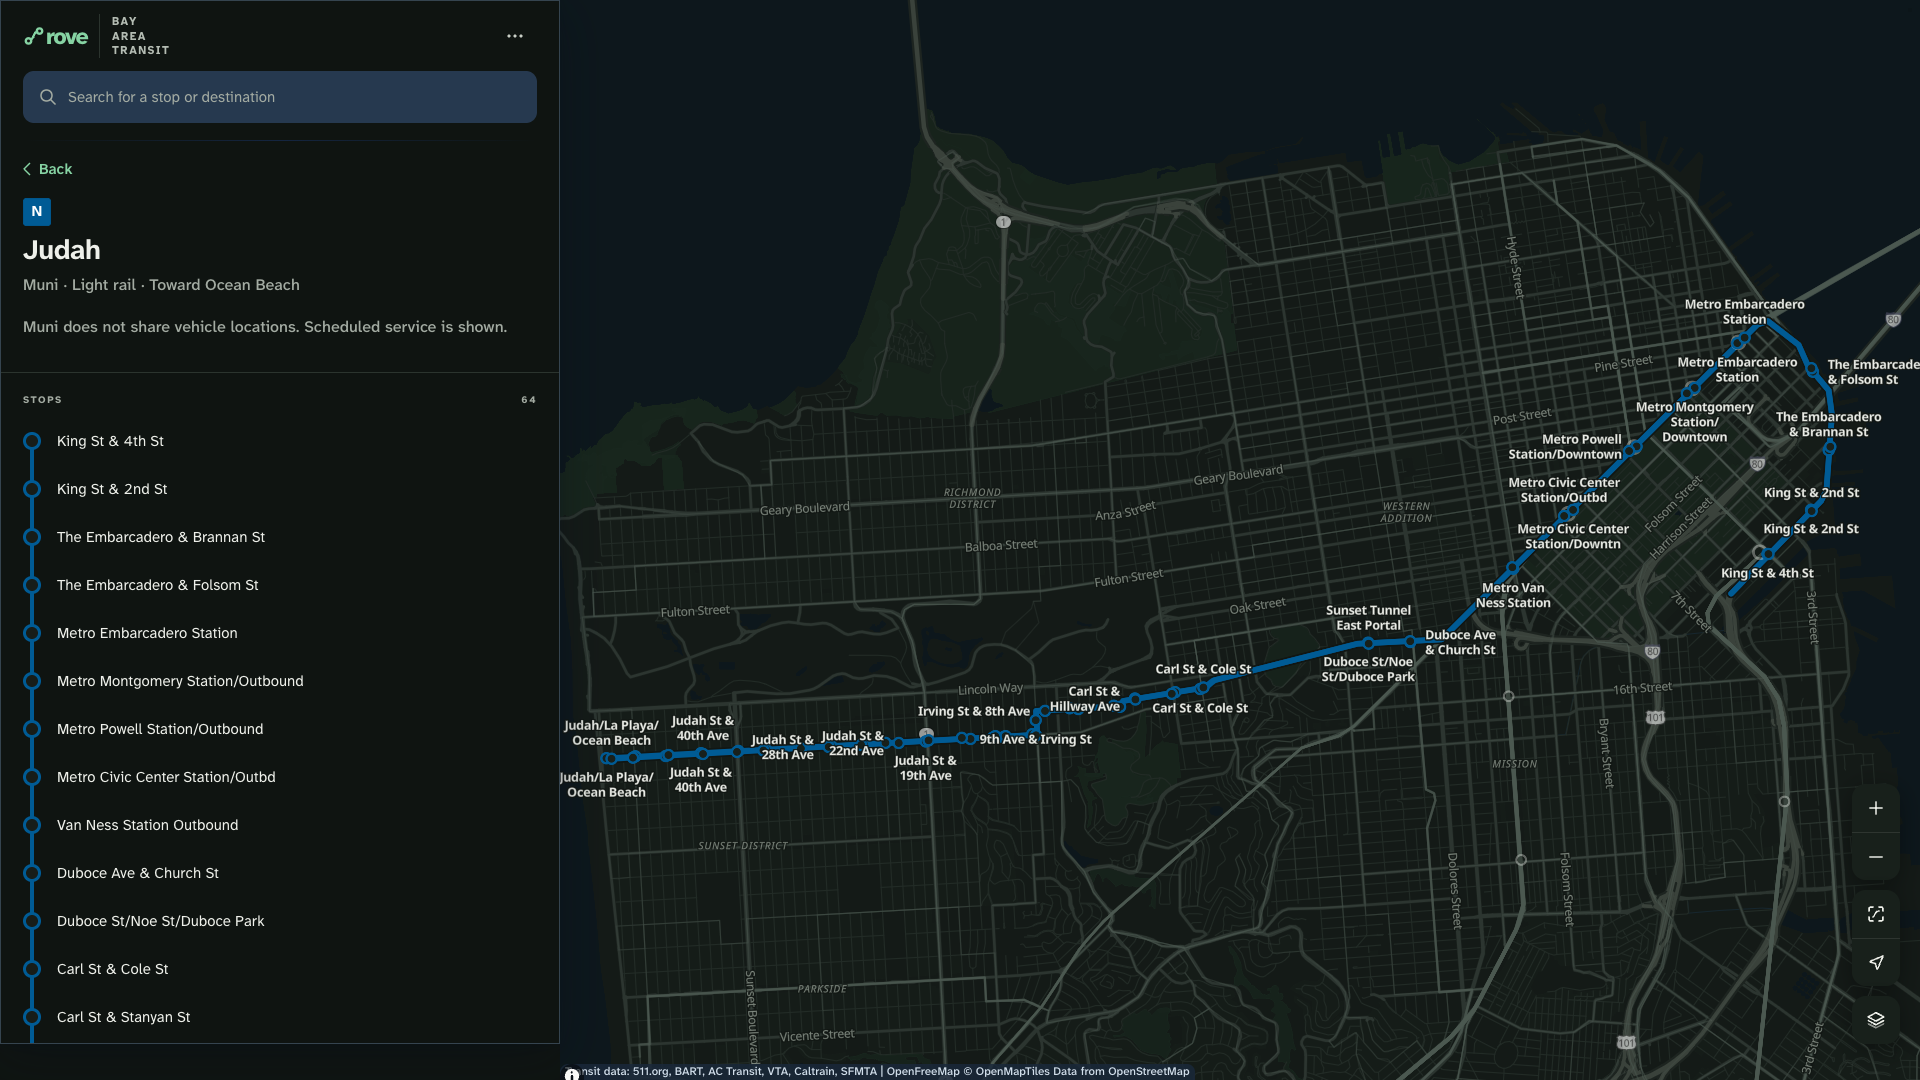 rove
BAY
AREA
TRANSIT
Search for a stop or destination
Back
N
Judah
Muni · Light rail · Toward Ocean Beach
Muni does not share vehicle locations. Scheduled service is shown.
STOPS
64
King St & 4th St
King St & 2nd St
The Embarcadero & Brannan St
The Embarcadero & Folsom St
Metro Embarcadero Station
Metro Montgomery Station/Outbound
Metro Powell Station/Outbound
Metro Civic Center Station/Outbd
Van Ness Station Outbound
Duboce Ave & Church St
Duboce St/Noe St/Duboce Park
Carl St & Cole St
Carl St & Stanyan St
1
Hyde Street
Metro Embarcadero
Station
80
Pine Street
Metro Embarcadero
Station
The Embarcade
& Folsom St
Post Street
Metro Montgomery
Station/
Downtown
The Embarcadero
& Brannan St
Metro Powell
Station/Downtown
80
Geary Boulevard
RICHMOND
DISTRICT
Geary Boulevard
Anza Street
WESTERN
ADDITION
Metro Civic Center
Station/Outbd
Folsom Street
Harrison Street
King St & 2nd St
King St & 2nd St
Metro Civic Center
Station/Downtn
Balboa Street
Fulton Street
King St & 4th St
Metro Van
Ness Station
Fulton Street
Oak Street
7th Street
3rd Street
Sunset Tunnel
East Portal
Duboce Ave
& Church St
80
Duboce St/Noe
St/Duboce Park
Carl St & Cole St
Lincoln Way
16th Street
Carl St &
Hillway Ave
Carl St & Cole St
Irving St & 8th Ave
101
Judah/La Playa/
Ocean Beach
Judah St &
40th Ave
Judah St &
28th Ave
Judah St &
22nd Ave
9th Ave & Irving St
Judah St &
19th Ave
Judah/La Playa/
Ocean Beach
Judah St &
40th Ave
Bryant Street
MISSION
SUNSET DISTRICT
Dolores Street
Folsom Street
PARKSIDE
Sunset Boulevard
Vicente Street
101
3rd Street
nsit data: 511.org, BART, AC Transit, VTA, Caltrain, SFMTA | OpenFreeMap © OpenMapTiles Data from OpenStreetMap